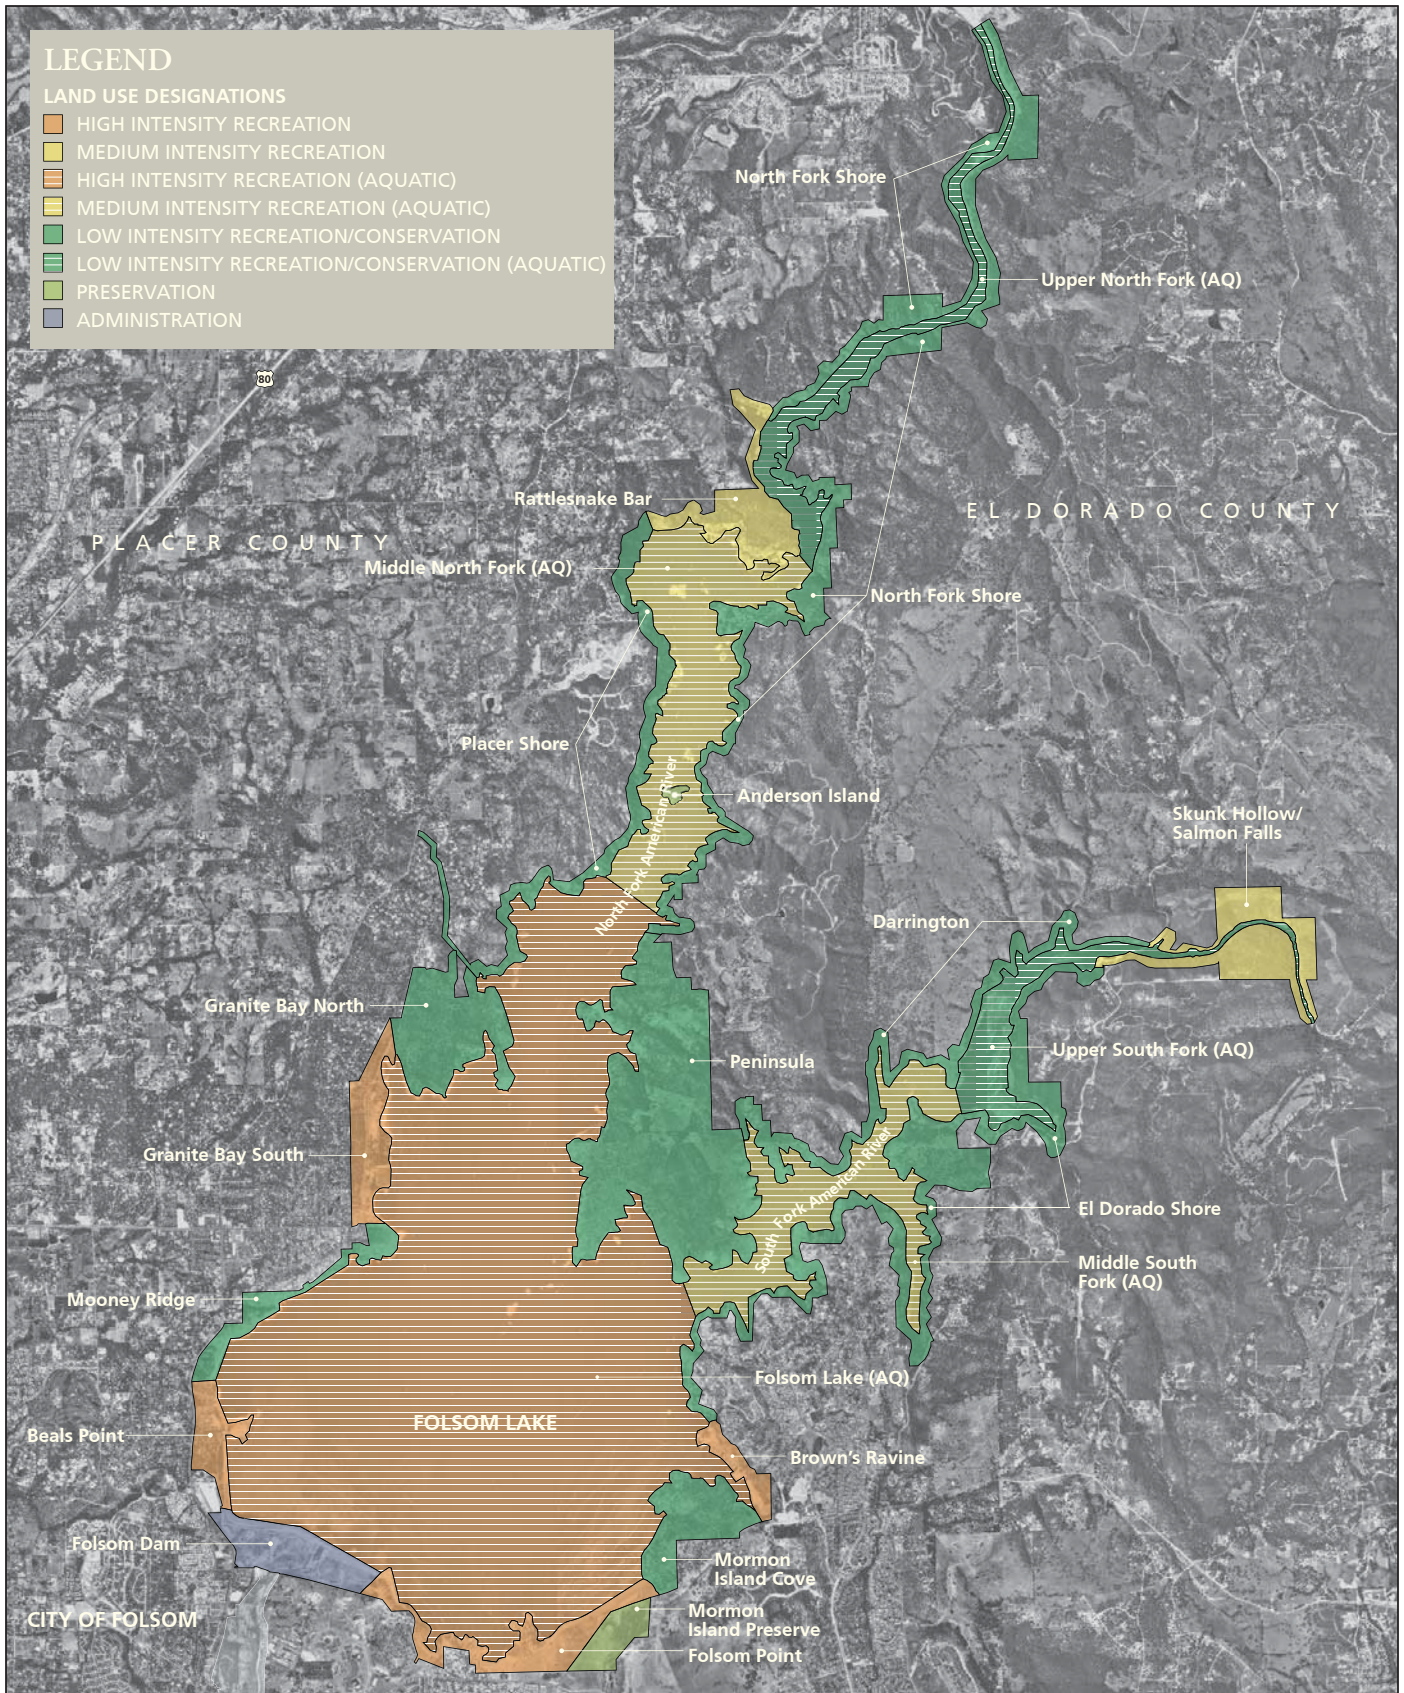 LEGEND
LAND USE DESIGNATIONS
HIGH INTENSITY RECREATION
MEDIUM INTENSITY RECREATION
HIGH INTENSITY RECREATION (AQUATIC)
MEDIUM INTENSITY RECREATION (AQUATIC)
LOW INTENSITY RECREATION/CONSERVATION
LOW INTENSITY RECREATION/CONSERVATION (AQUATIC)
PRESERVATION
ADMINISTRATION
North Fork Shore
Upper North Fork (AQ)
80
Rattlesnake Bar
EL DORADO COUNTY
PLACER COUNTY
Middle North Fork (AQ)
North Fork Shore
Placer Shore
North Fork American River
Anderson Island
Skunk Hollow/
Salmon Falls
Darrington
Granite Bay North
Upper South Fork (AQ)
Peninsula
Granite Bay South
South Fork American River
El Dorado Shore
Middle South
Fork (AQ)
Mooney Ridge
Folsom Lake (AQ)
FOLSOM LAKE
Beals Point
Brown's Ravine
Folsom Dam
Mormon
Island Cove
CITY OF FOLSOM
Mormon
Island Preserve
Folsom Point